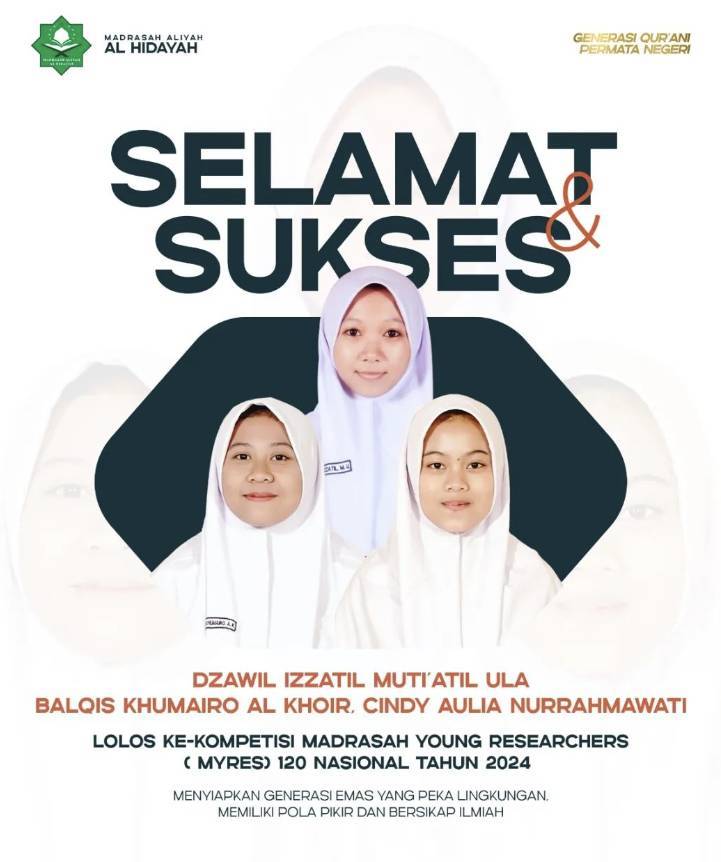 MADRASAH ALIYAH
AL HIDAYAH
GENERASI QUR'ANI
PERMATA NEGERI
SELAMAT
&
SUKSES
DZAWIL IZZATIL MUTI'ATIL ULA
BALQIS KHUMAIRO AL KHOIR, CINDY AULIA NURRAHMAWATI
LOLOS KE-KOMPETISI MADRASAH YOUNG RESEARCHERS
( MYRES) 120 NASIONAL TAHUN 2024
MENYIAPKAN GENERASI EMAS YANG PEKA LINGKUNGAN,
MEMILIKI POLA PIKIR DAN BERSIKAP ILMIAH